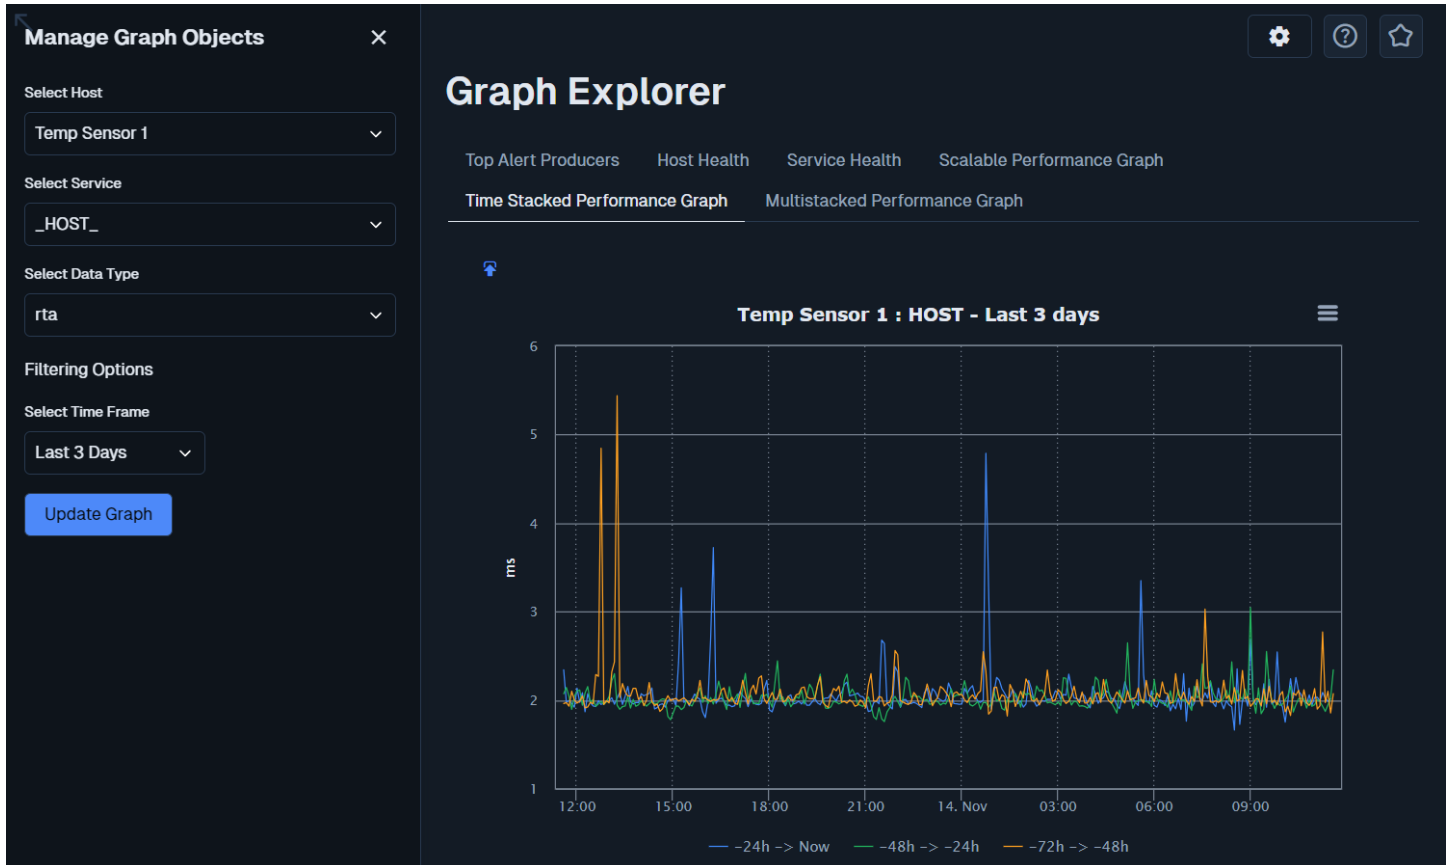 Manage Graph Objects
Select Host
Temp Sensor 1
Select Service
_HOST_
Select Data Type
rta
Filtering Options
Select Time Frame
Last 3 Days
Update Graph
Graph Explorer
Top Alert Producers Host Health Service Health Scalable Performance Graph
Time Stacked Performance Graph Multistacked Performance Graph
Temp Sensor 1 : HOST - Last 3 days
6
5
4
ms
3
2
1
12:00 15:00 18:00 21:00 14. Nov 03:00 06:00 09:00
-24h -> Now -48h -> -24h -72h -> -48h